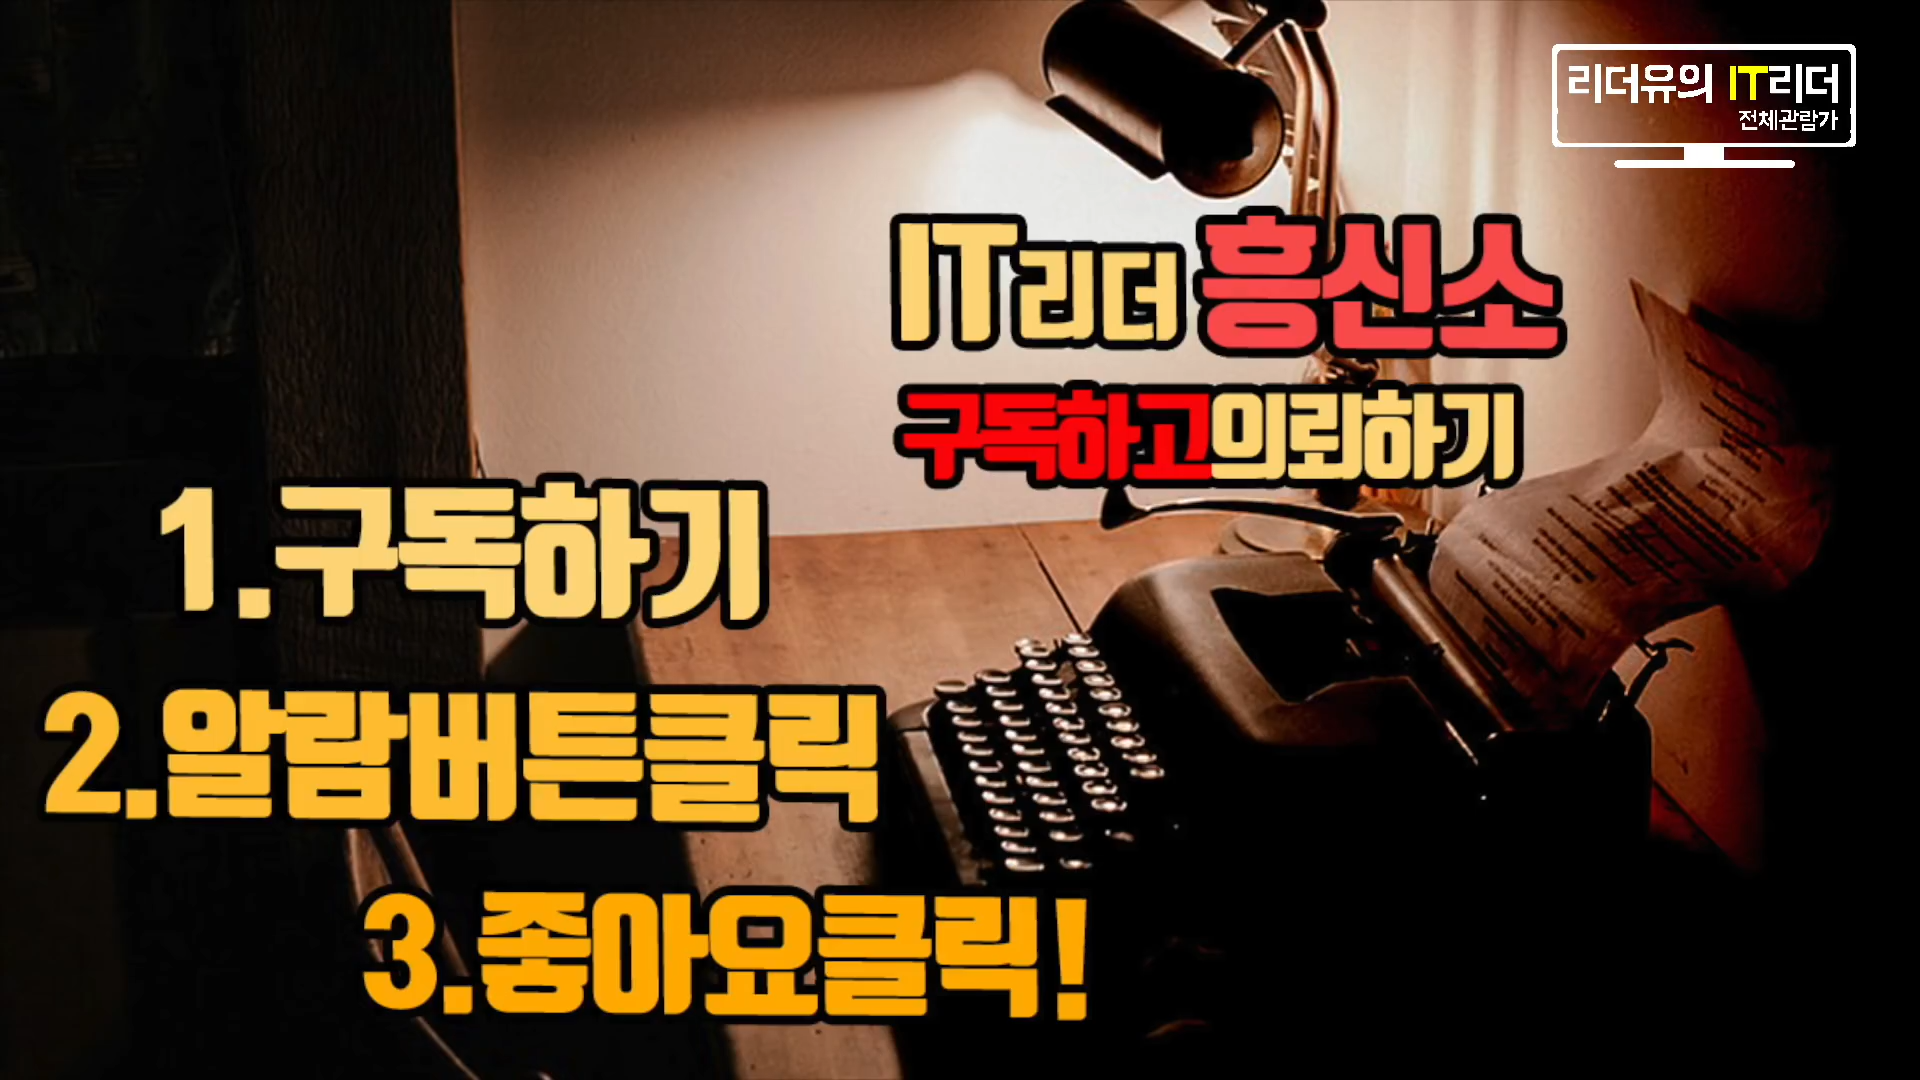 리더유의 IT리더
전체관람가
IT리더 흥신소
구독하고의뢰하기
1.구독하기
2.알람버튼클릭
3.좋아요클릭!